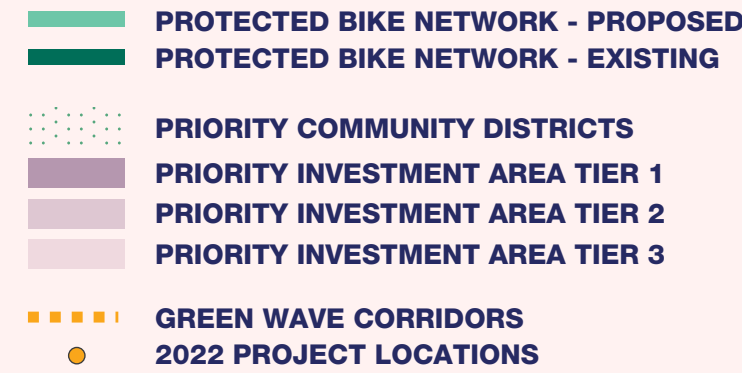 PROTECTED BIKE NETWORK - PROPOSED
PROTECTED BIKE NETWORK - EXISTING
PRIORITY COMMUNITY DISTRICTS
PRIORITY INVESTMENT AREA TIER 1
PRIORITY INVESTMENT AREA TIER 2
PRIORITY INVESTMENT AREA TIER 3
GREEN WAVE CORRIDORS
2022 PROJECT LOCATIONS